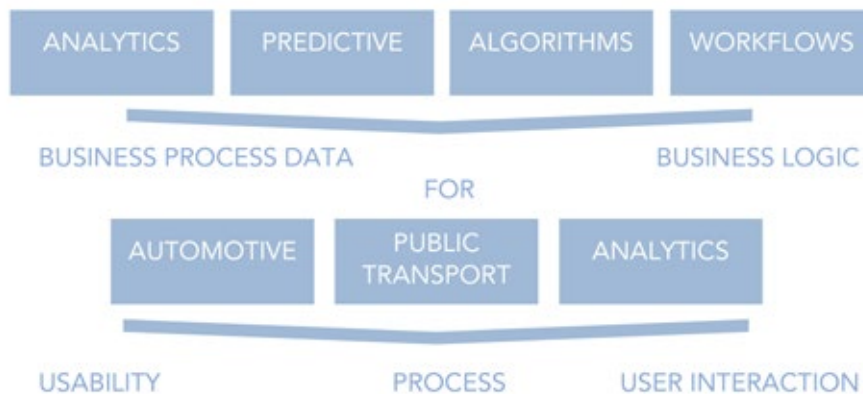 ANALYTICS PREDICTIVE ALGORITHMS WORKFLOWS
BUSINESS PROCESS DATA BUSINESS LOGIC
FOR
AUTOMOTIVE PUBLIC TRANSPORT ANALYTICS
USABILITY PROCESS USER INTERACTION